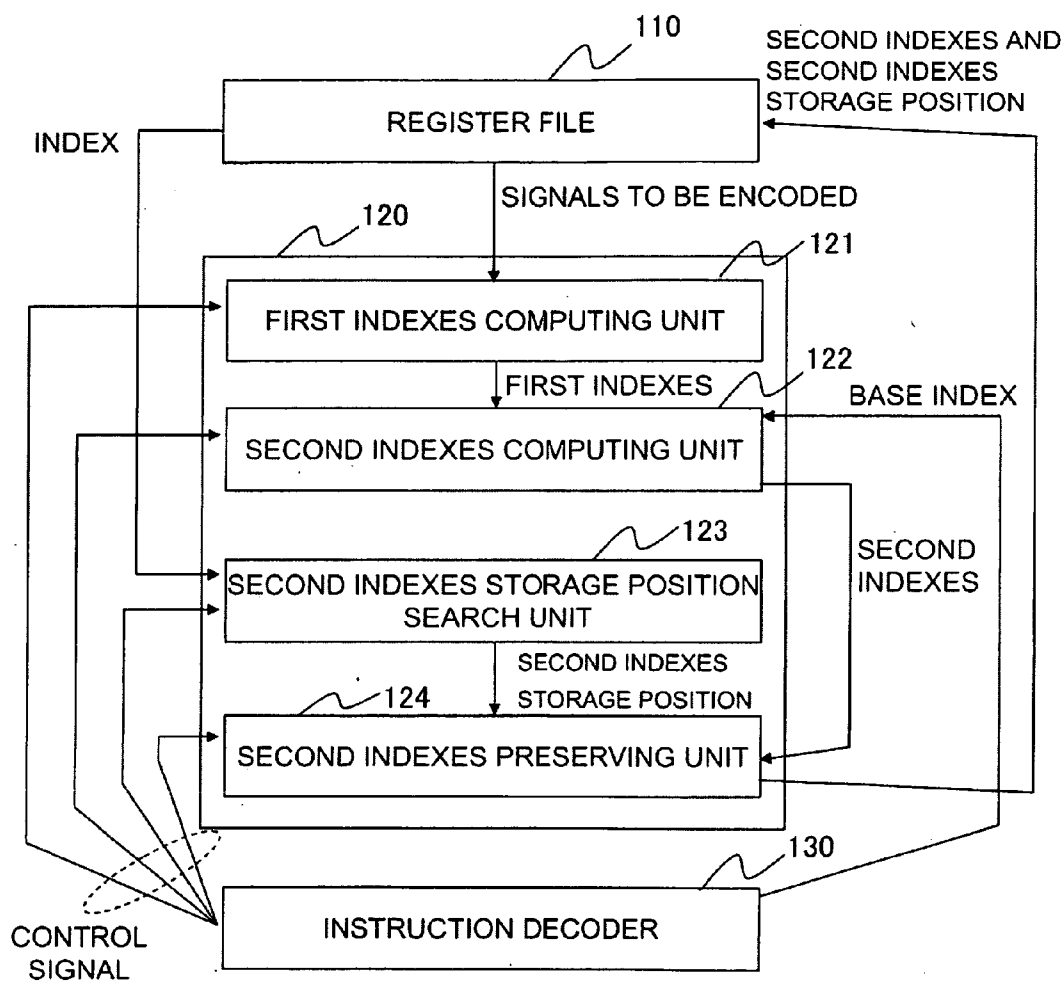 110
SECOND INDEXES AND
SECOND INDEXES
STORAGE POSITION
REGISTER FILE
INDEX
SIGNALS TO BE ENCODED
120
121
FIRST INDEXES COMPUTING UNIT
FIRST INDEXES
122
BASE INDEX
SECOND INDEXES COMPUTING UNIT
123
SECOND
INDEXES
SECOND INDEXES STORAGE POSITION
SEARCH UNIT
SECOND INDEXES
STORAGE POSITION
124
SECOND INDEXES PRESERVING UNIT
130
INSTRUCTION DECODER
CONTROL
SIGNAL